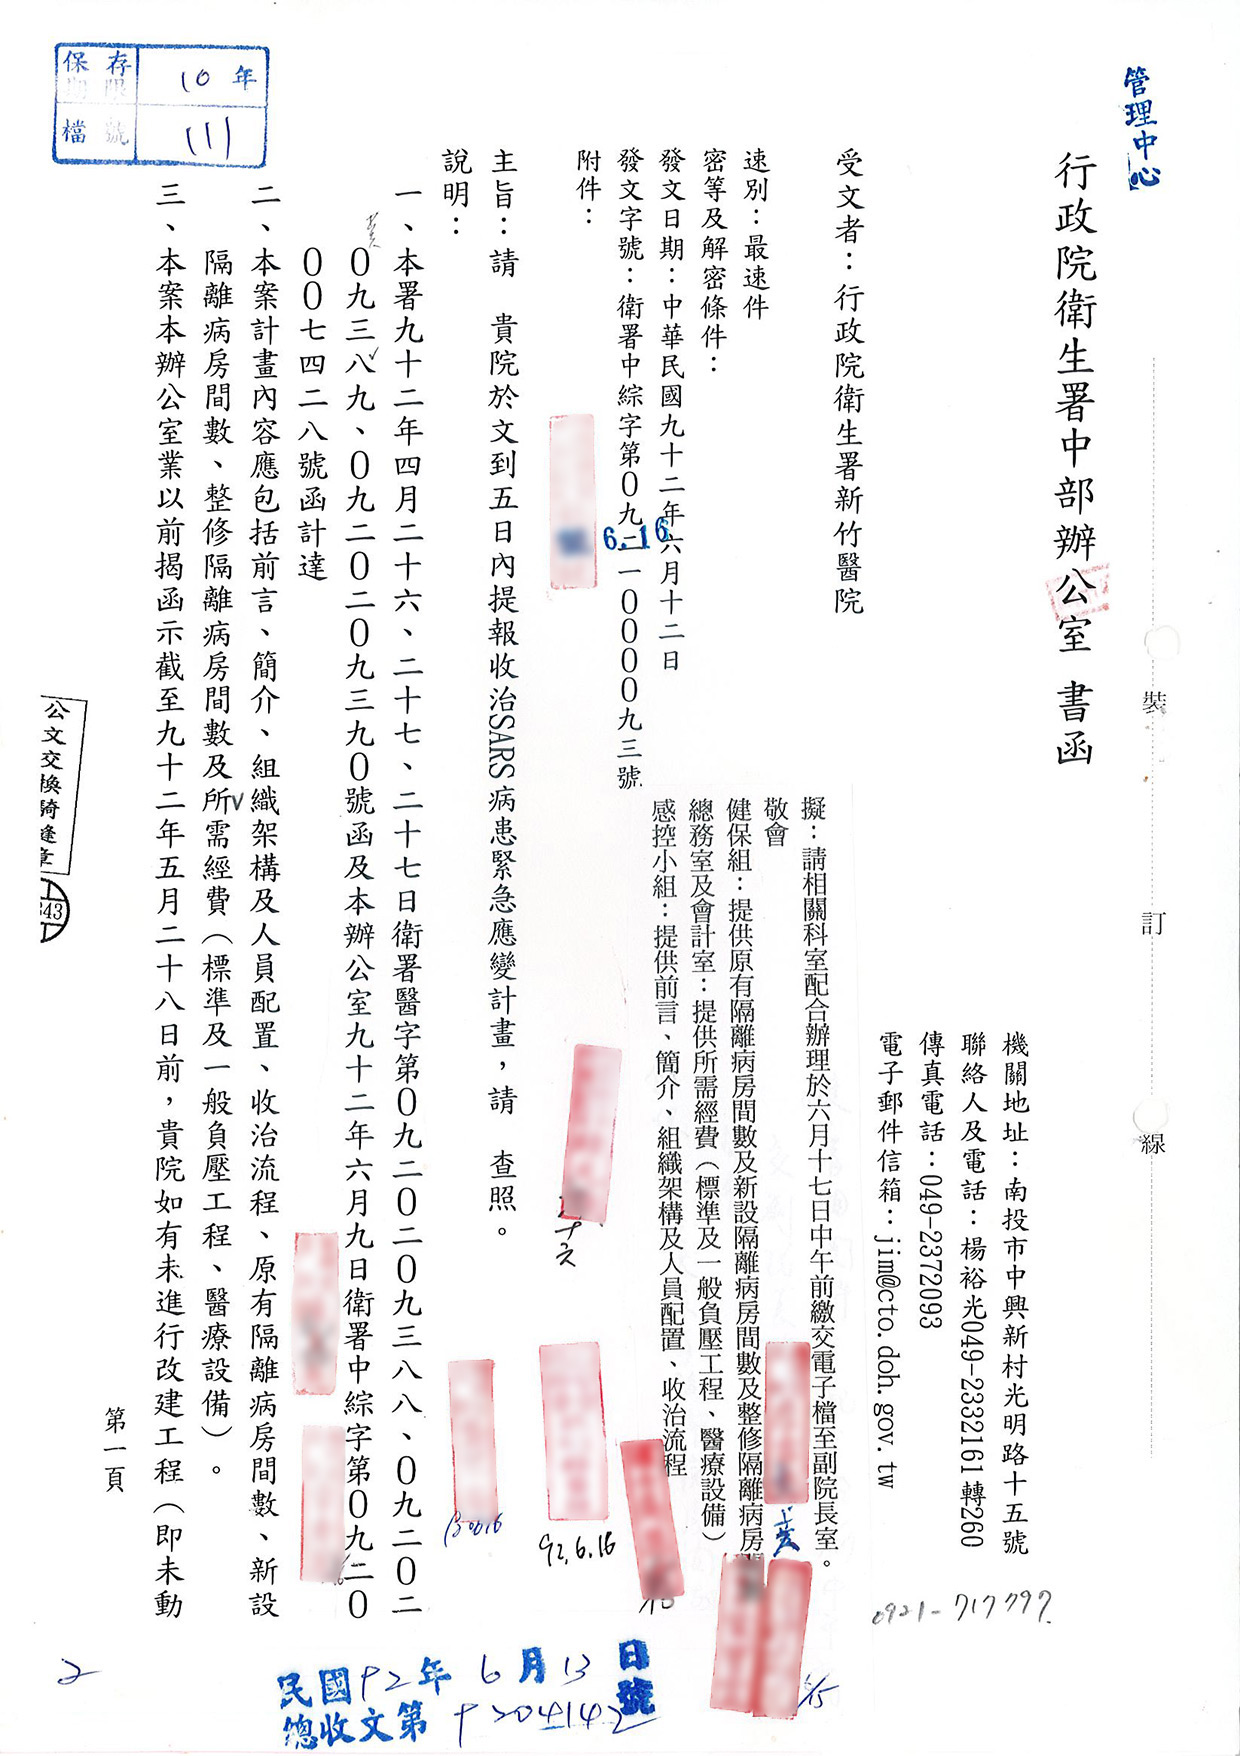 保存期限 10年
檔號 111
管理中心
行政院衛生署中部辦公室 書函
裝
訂
線
機關地址：南投市中興新村光明路十五號
聯絡人及電話：楊裕光049-2332161轉260
傳真電話：049-2372093
電子郵件信箱：jim@cto.doh.gov.tw
0921-717797
受文者：行政院衛生署新竹醫院
速別：最速件
密等及解密條件：
發文日期：中華民國九十二年六月十二日
發文字號：衛署中綜字第0九二一0000九三號
附件：
6.-16
擬：請相關科室配合辦理於六月十七日中午前繳交電子檔至副院長室。
敬會
健保組：提供原有隔離病房間數及新設隔離病房間數及整修隔離病房
總務室及會計室：提供所需經費（標準及一般負壓工程、醫療設備）
感控小組：提供前言、簡介、組織架構及人員配置、收治流程
主旨：請　貴院於文到五日內提報收治SARS病患緊急應變計畫，請　查照。
說明：
一、本署九十二年四月二十六、二十七、二十七日衛署醫字第0九二0二0九三八八、0九二0二
0九三八九、0九二0二0九三九0號函及本辦公室九十二年六月九日衛署中綜字第0九二0
00七四二八號函計達
二、本案計畫內容應包括前言、簡介、組織架構及人員配置、收治流程、原有隔離病房間數、新設
隔離病房間數、整修隔離病房間數及所需經費（標準及一般負壓工程、醫療設備）。
三、本案本辦公室業以前揭函示截至九十二年五月二十八日前，貴院如有未進行改建工程（即未動
第一頁
公文交換騎縫章
343
92.6.16
6/15
民國92年6月13日
總收文第9204142號
2